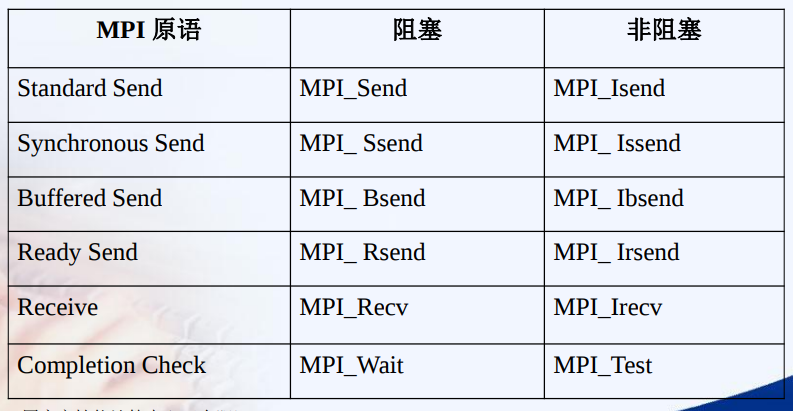 MPI 原语 阻塞 非阻塞
Standard Send MPI_Send MPI_Isend
Synchronous Send MPI_ Ssend MPI_ Issend
Buffered Send MPI_ Bsend MPI_ Ibsend
Ready Send MPI_ Rsend MPI_ Irsend
Receive MPI_Recv MPI_Irecv
Completion Check MPI_Wait MPI_Test